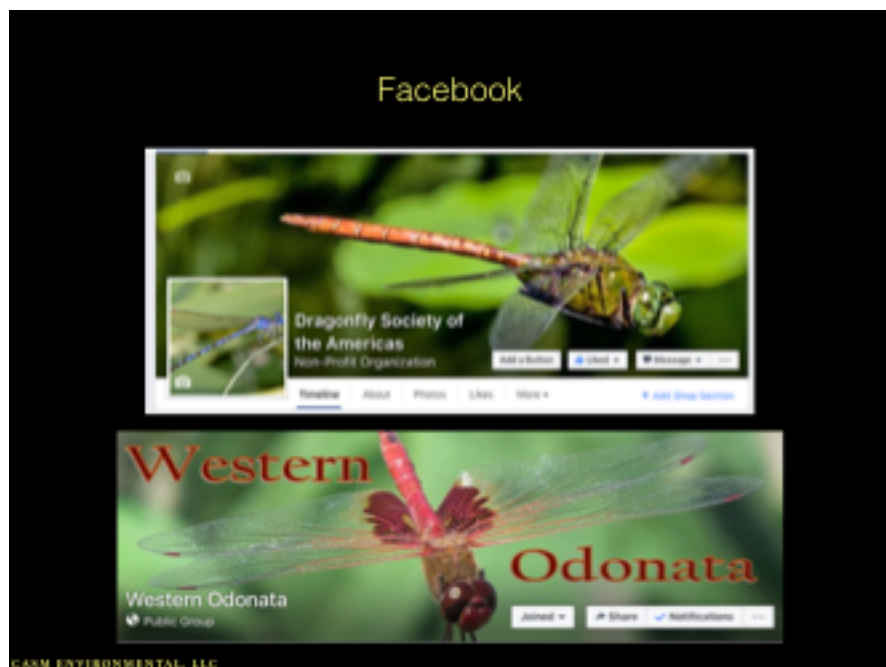 Facebook
Dragonfly Society of
the Americas
Non-Profit Organization
Add a Button
Liked
Message
Timeline
About
Photos
Likes
More
+ Add Shop Section
Western
Odonata
Western Odonata
Public Group
Joined
Share
Notifications
CASM ENVIRONMENTAL, LLC